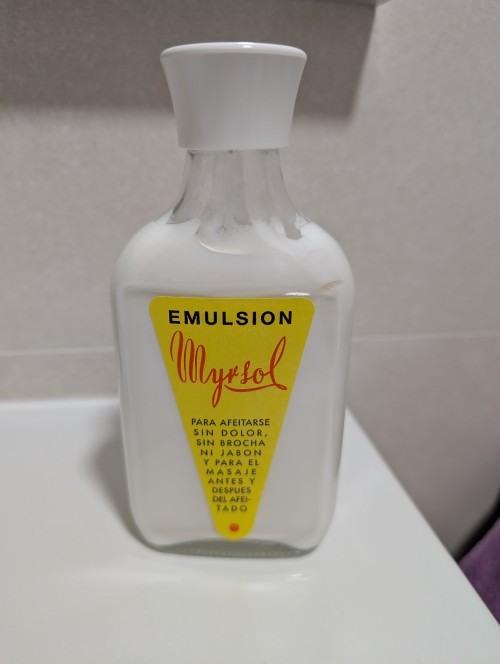 EMULSION
Myrsol
PARA AFEITARSE
SIN DOLOR,
SIN BROCHA
NI JABON
Y PARA EL
MASAJE
ANTES Y
DESPUES
DEL AFEI-
TADO